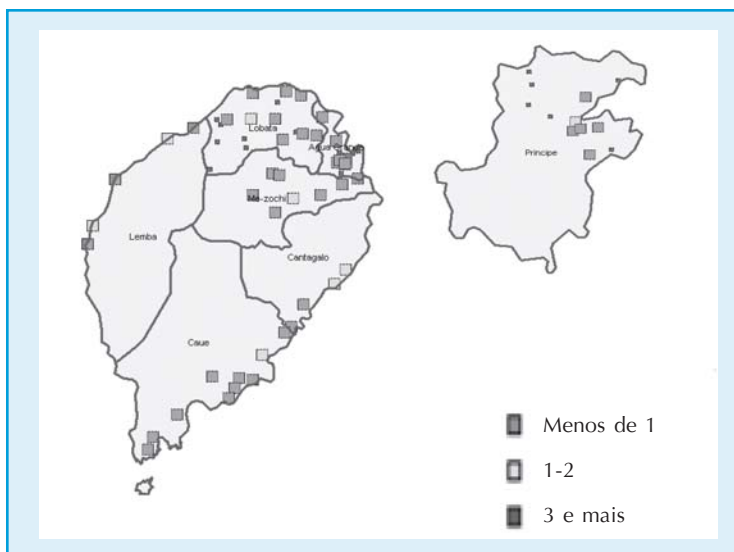 Lobata
Agua Grande
Principe
Me-zochi
Lemba
Cantagalo
Caue
Menos de 1
1-2
3 e mais